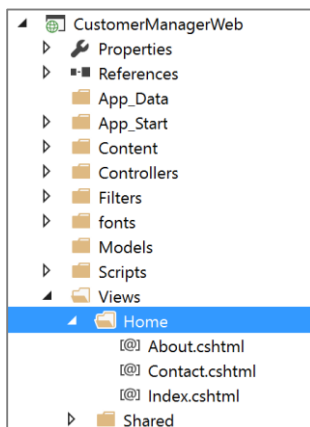 CustomerManagerWeb
Properties
References
App_Data
App_Start
Content
Controllers
Filters
fonts
Models
Scripts
Views
Home
[@] About.cshtml
[@] Contact.cshtml
[@] Index.cshtml
Shared